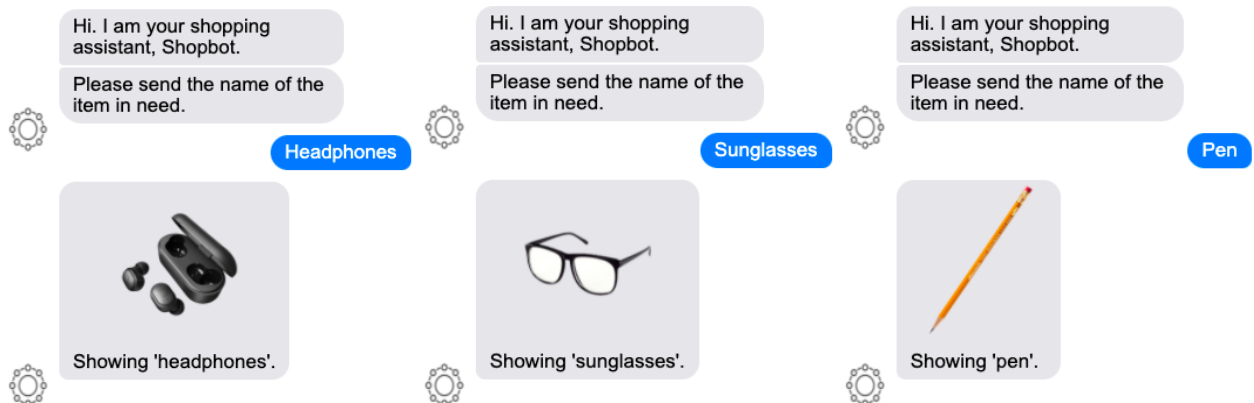 Hi. I am your shopping
assistant, Shopbot.
Please send the name of the
item in need.
Headphones
Showing 'headphones'.
Hi. I am your shopping
assistant, Shopbot.
Please send the name of the
item in need.
Sunglasses
Showing 'sunglasses'.
Hi. I am your shopping
assistant, Shopbot.
Please send the name of the
item in need.
Pen
Showing 'pen'.